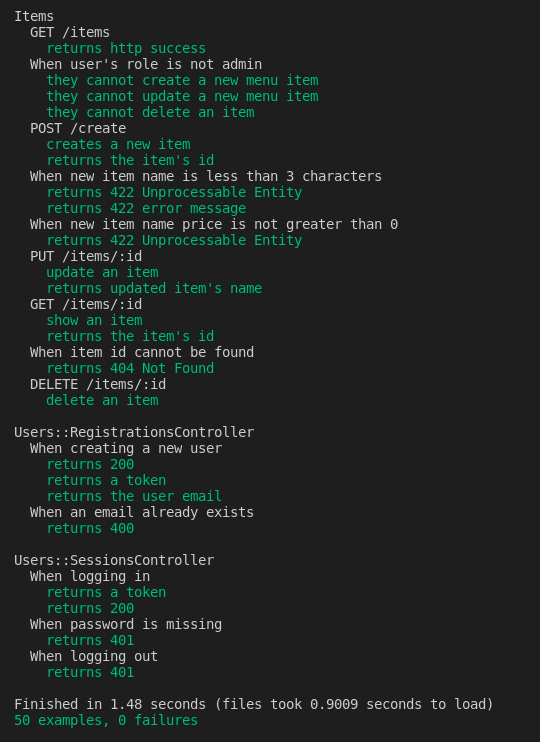 Items
GET /items
returns http success
When user's role is not admin
they cannot create a new menu item
they cannot update a new menu item
they cannot delete an item
POST /create
creates a new item
returns the item's id
When new item name is less than 3 characters
returns 422 Unprocessable Entity
returns 422 error message
When new item name price is not greater than 0
returns 422 Unprocessable Entity
PUT /items/:id
update an item
returns updated item's name
GET /items/:id
show an item
returns the item's id
When item id cannot be found
returns 404 Not Found
DELETE /items/:id
delete an item
Users::RegistrationsController
When creating a new user
returns 200
returns a token
returns the user email
When an email already exists
returns 400
Users::SessionsController
When logging in
returns a token
returns 200
When password is missing
returns 401
When logging out
returns 401
Finished in 1.48 seconds (files took 0.9009 seconds to load)
50 examples, 0 failures